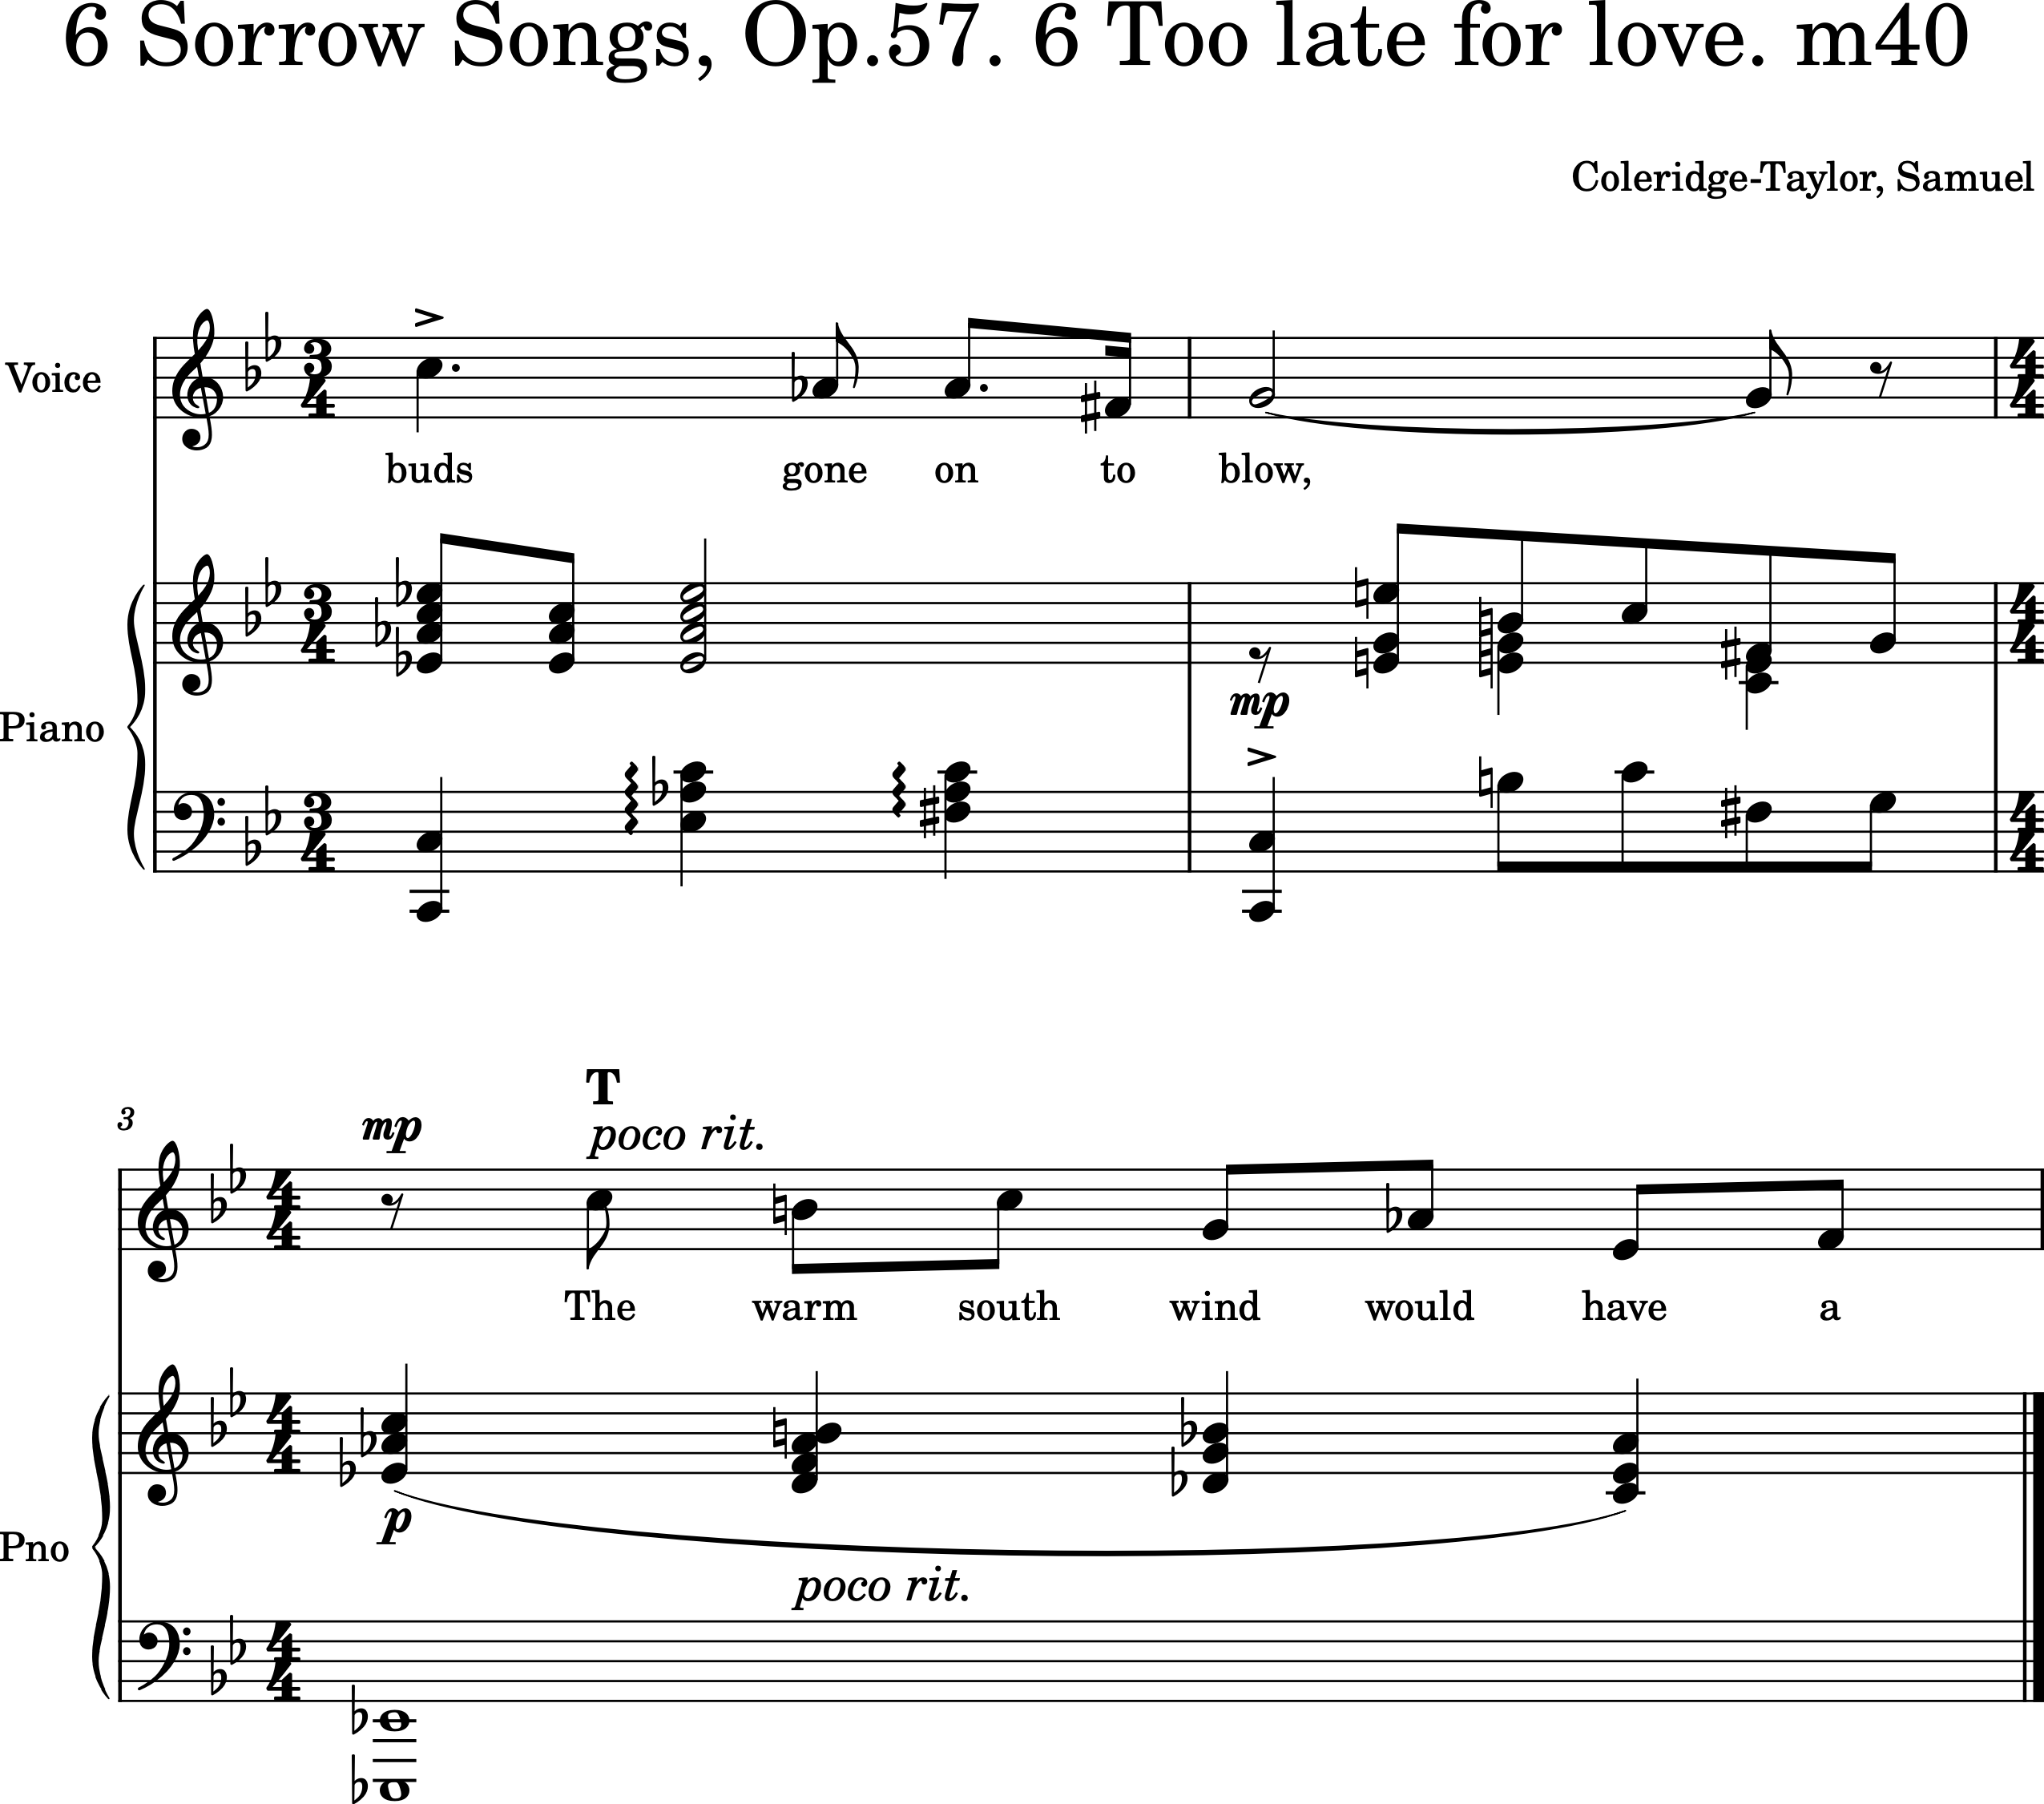 6 Sorrow Songs, Op.57. 6 Too late for love. m40
Coleridge-Taylor, Samuel
Voice
buds gone on to blow,
mp
Piano
3
mp
T
poco rit.
The warm south wind would have a
p
Pno
poco rit.